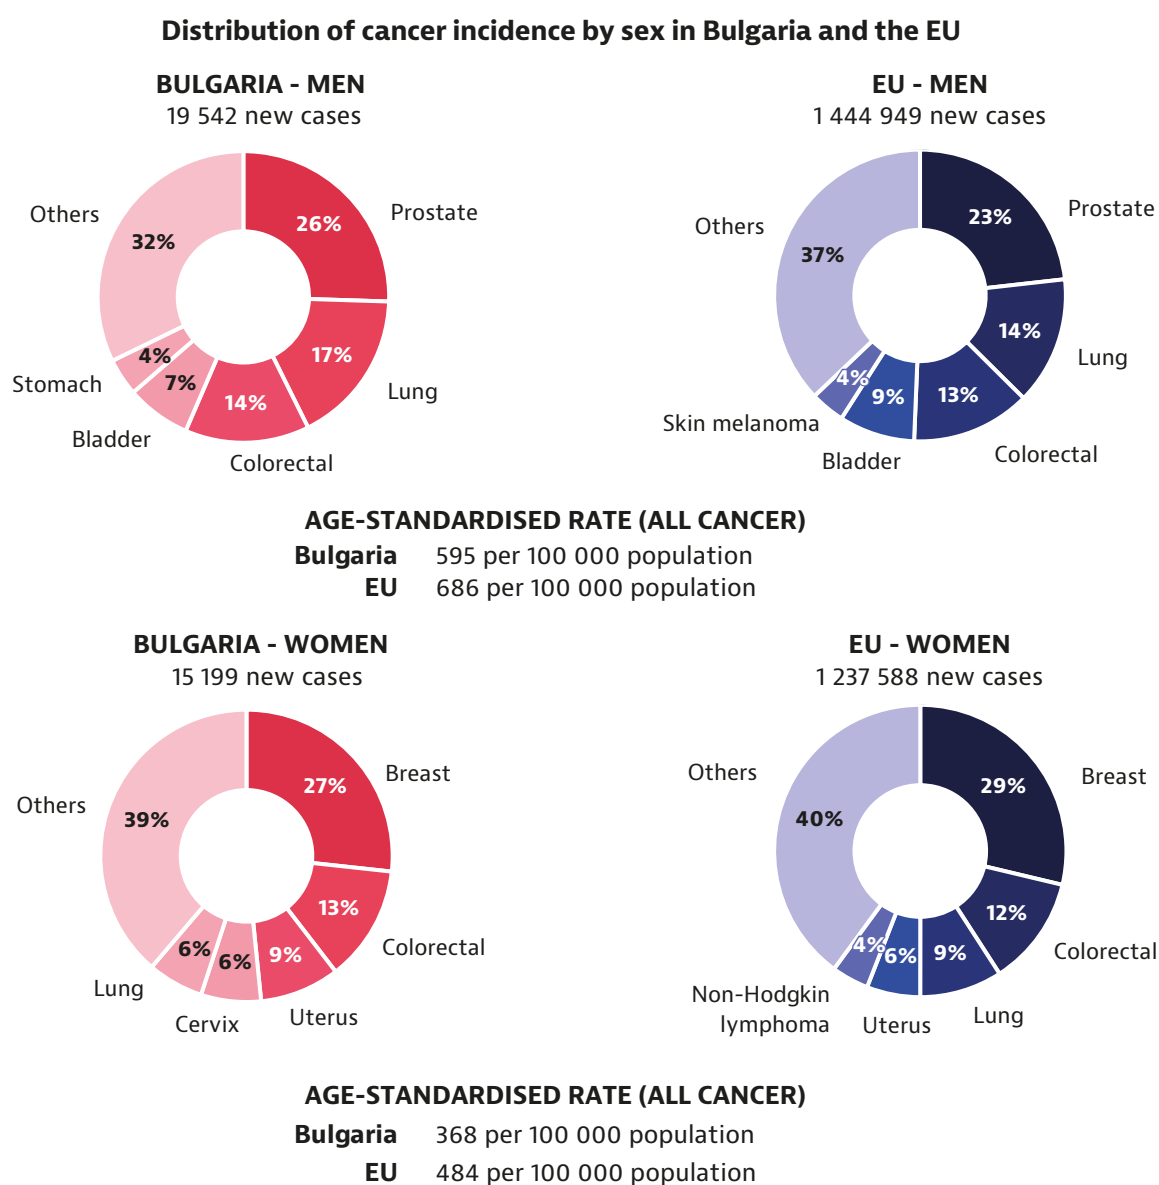 Distribution of cancer incidence by sex in Bulgaria and the EU
BULGARIA - MEN
19 542 new cases
Others
32%
26%
Prostate
4%
Stomach
7%
17%
Lung
14%
Bladder
Colorectal
EU - MEN
1 444 949 new cases
Others
37%
23%
Prostate
14%
Lung
4%
9%
13%
Skin melanoma
Bladder
Colorectal
AGE-STANDARDISED RATE (ALL CANCER)
Bulgaria 595 per 100 000 population
EU 686 per 100 000 population
BULGARIA - WOMEN
15 199 new cases
Others
39%
27%
Breast
13%
Colorectal
6%
6%
9%
Lung
Cervix
Uterus
EU - WOMEN
1 237 588 new cases
Others
40%
29%
Breast
12%
Colorectal
4%
6%
9%
Non-Hodgkin
lymphoma
Uterus
Lung
AGE-STANDARDISED RATE (ALL CANCER)
Bulgaria 368 per 100 000 population
EU 484 per 100 000 population